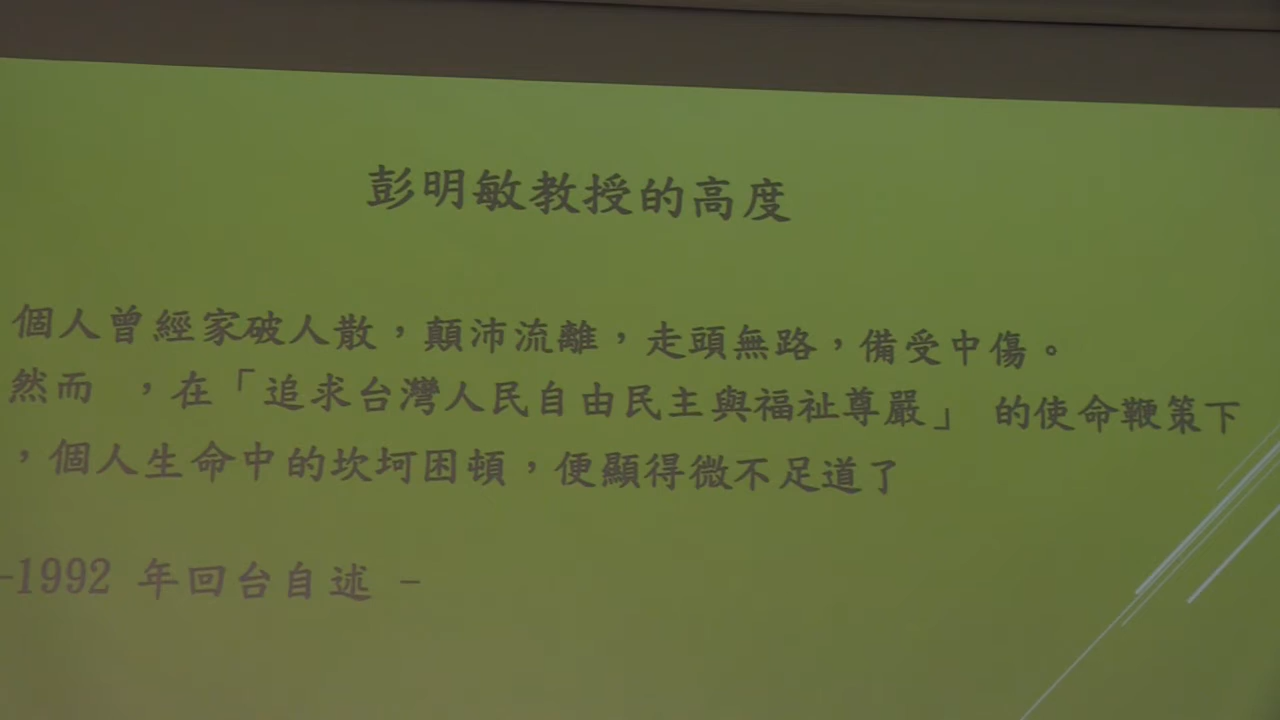 彭明敏教授的高度
個人曾經家破人散，顛沛流離，走頭無路，備受中傷。
然而 ，在「追求台灣人民自由民主與福祉尊嚴」 的使命鞭策下
，個人生命中的坎坷困頓，便顯得微不足道了
-1992 年回台自述 -